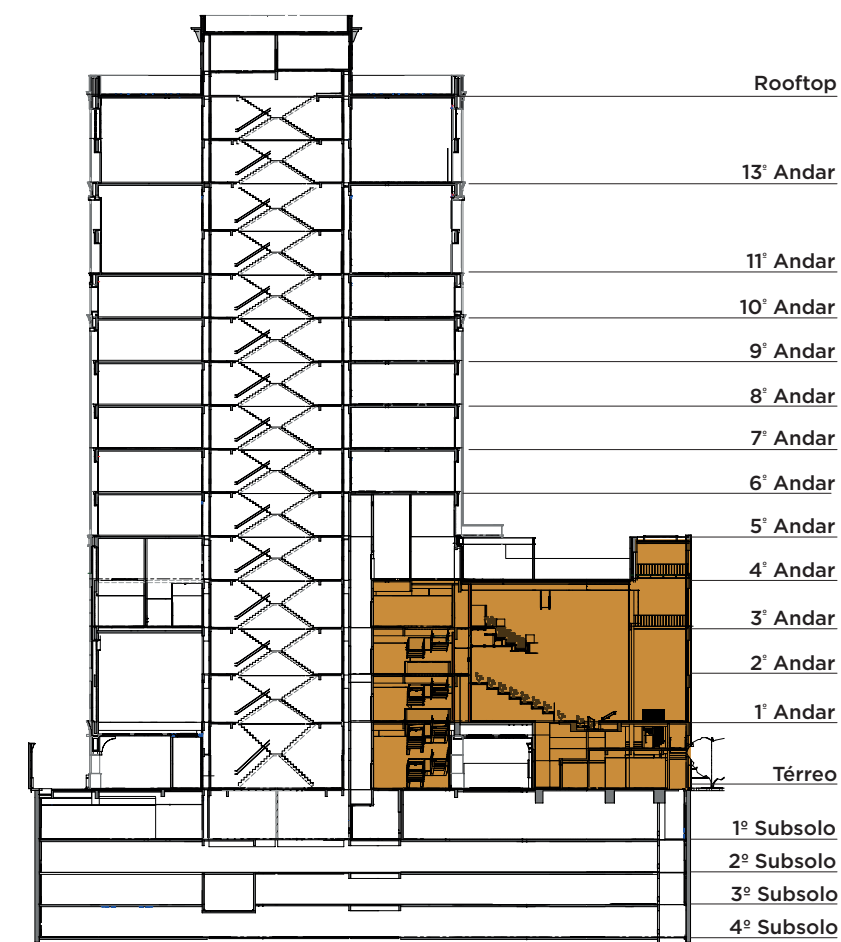 Rooftop
13º Andar
11º Andar
10º Andar
9º Andar
8º Andar
7º Andar
6º Andar
5º Andar
4º Andar
3º Andar
2º Andar
1º Andar
Térreo
1º Subsolo
2º Subsolo
3º Subsolo
4º Subsolo